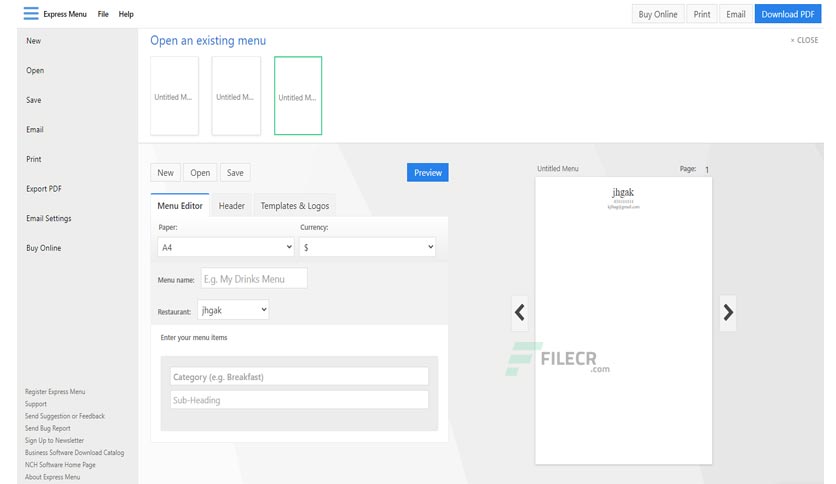 Express Menu File Help
Buy Online Print Email Download PDF
New
Open
Save
Email
Print
Export PDF
Email Settings
Buy Online
Register Express Menu
Support
Send Suggestion or Feedback
Send Bug Report
Sign Up to Newsletter
Business Software Download Catalog
NCH Software Home Page
About Express Menu
Open an existing menu
× CLOSE
Untitled M... Untitled M... Untitled M...
New Open Save Preview
Menu Editor Header Templates & Logos
Paper: Currency:
A4 $
Menu name: E.g. My Drinks Menu
Restaurant: jhgak
Enter your menu items
Category (e.g. Breakfast)
Sub-Heading
Untitled Menu Page: 1
jhgak
FILECR
.com